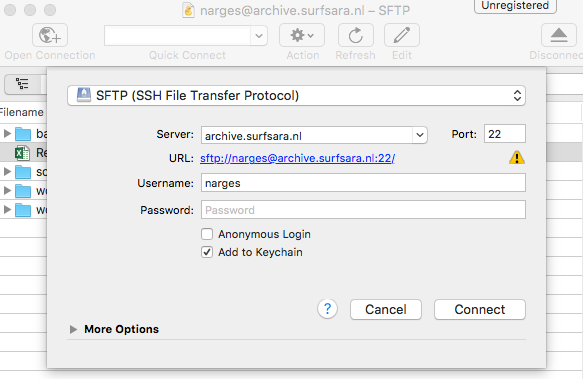 Unregistered
narges@archive.surfsara.nl – SFTP
Open Connection Quick Connect Action Refresh Edit Disconnec
SFTP (SSH File Transfer Protocol)
Filename
Server: archive.surfsara.nl Port: 22
ba
URL: sftp://narges@archive.surfsara.nl:22/
Re
Username: narges
sc
wo
Password: Password
wo
Anonymous Login
Add to Keychain
? Cancel Connect
More Options